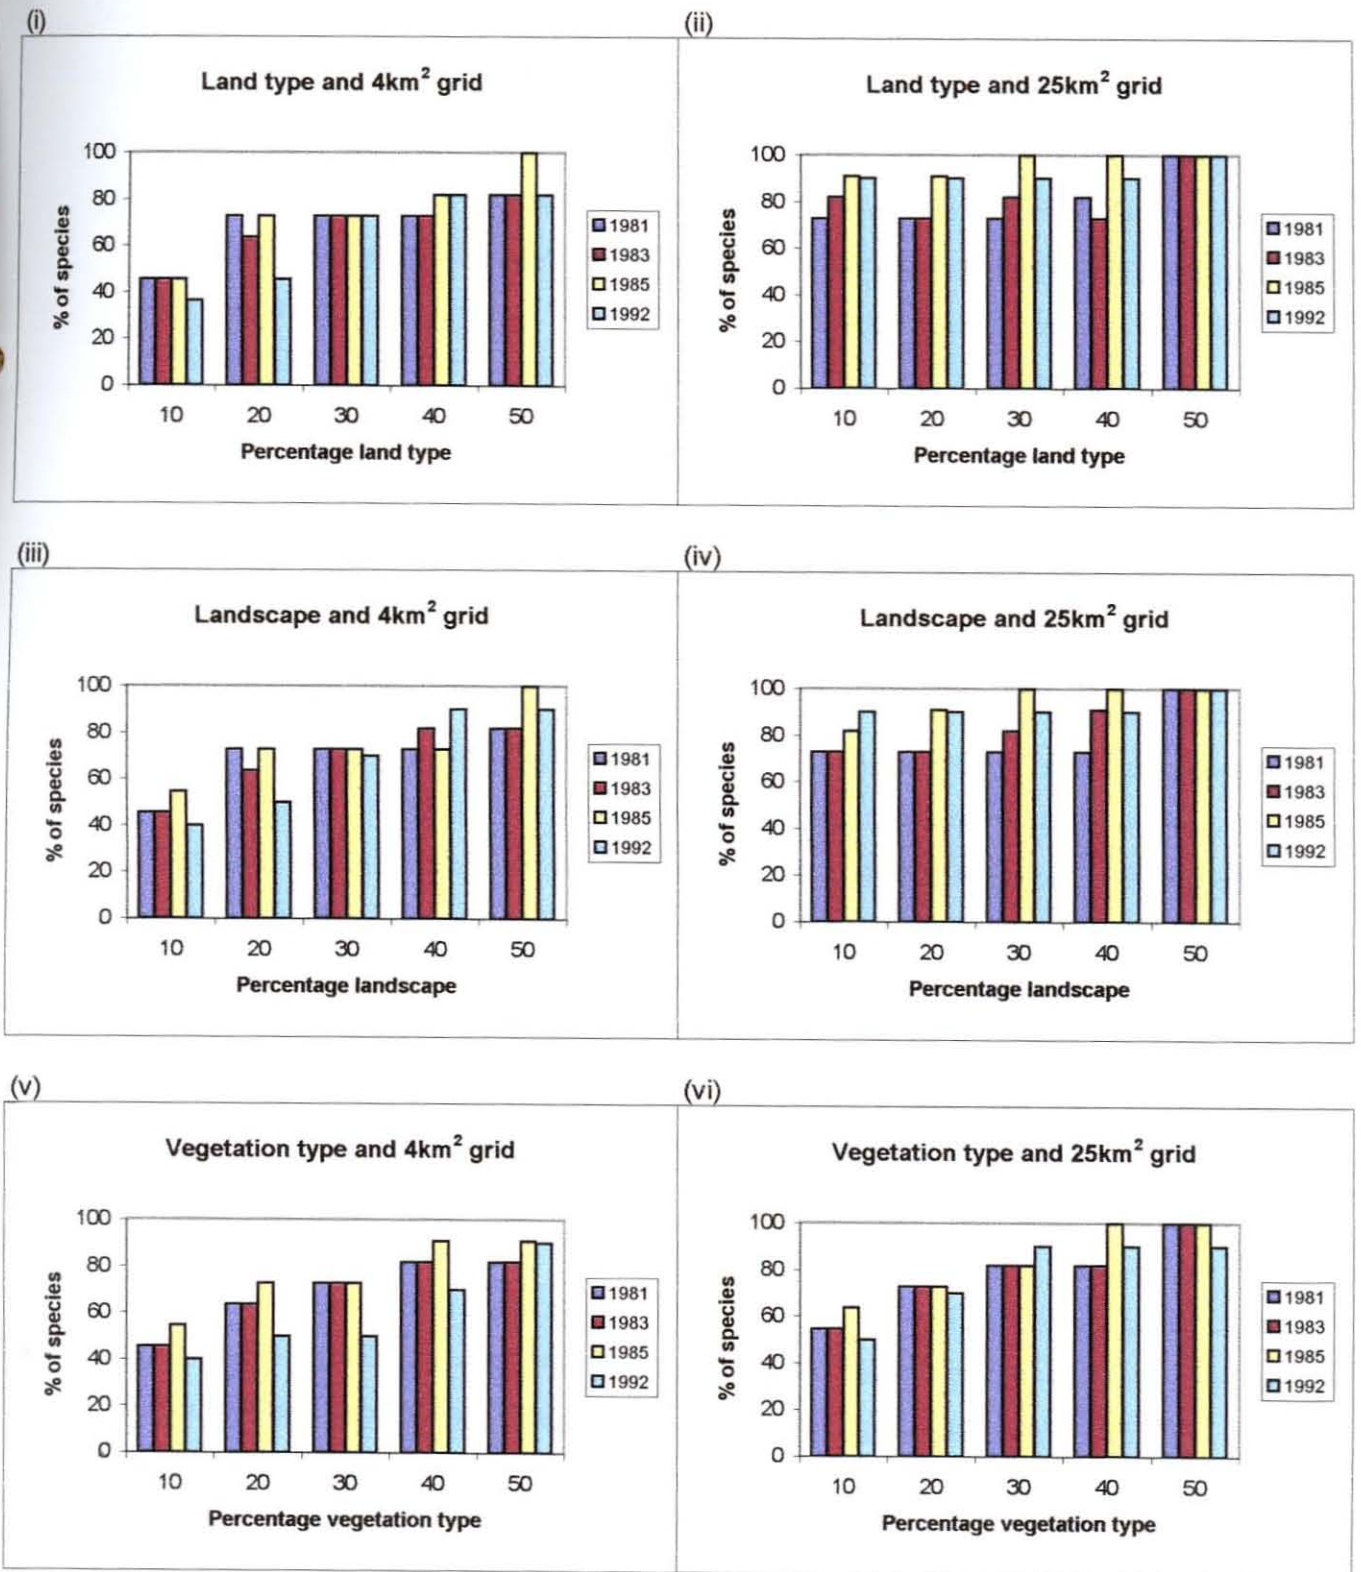 (i)
Land type and 4km² grid
% of species
100
80
60
40
20
0
10 20 30 40 50
Percentage land type
1981
1983
1985
1992
(ii)
Land type and 25km² grid
% of species
100
80
60
40
20
0
10 20 30 40 50
Percentage land type
1981
1983
1985
1992
(iii)
Landscape and 4km² grid
% of species
100
80
60
40
20
0
10 20 30 40 50
Percentage landscape
1981
1983
1985
1992
(iv)
Landscape and 25km² grid
% of species
100
80
60
40
20
0
10 20 30 40 50
Percentage landscape
1981
1983
1985
1992
(v)
Vegetation type and 4km² grid
% of species
100
80
60
40
20
0
10 20 30 40 50
Percentage vegetation type
1981
1983
1985
1992
(vi)
Vegetation type and 25km² grid
% of species
100
80
60
40
20
0
10 20 30 40 50
Percentage vegetation type
1981
1983
1985
1992